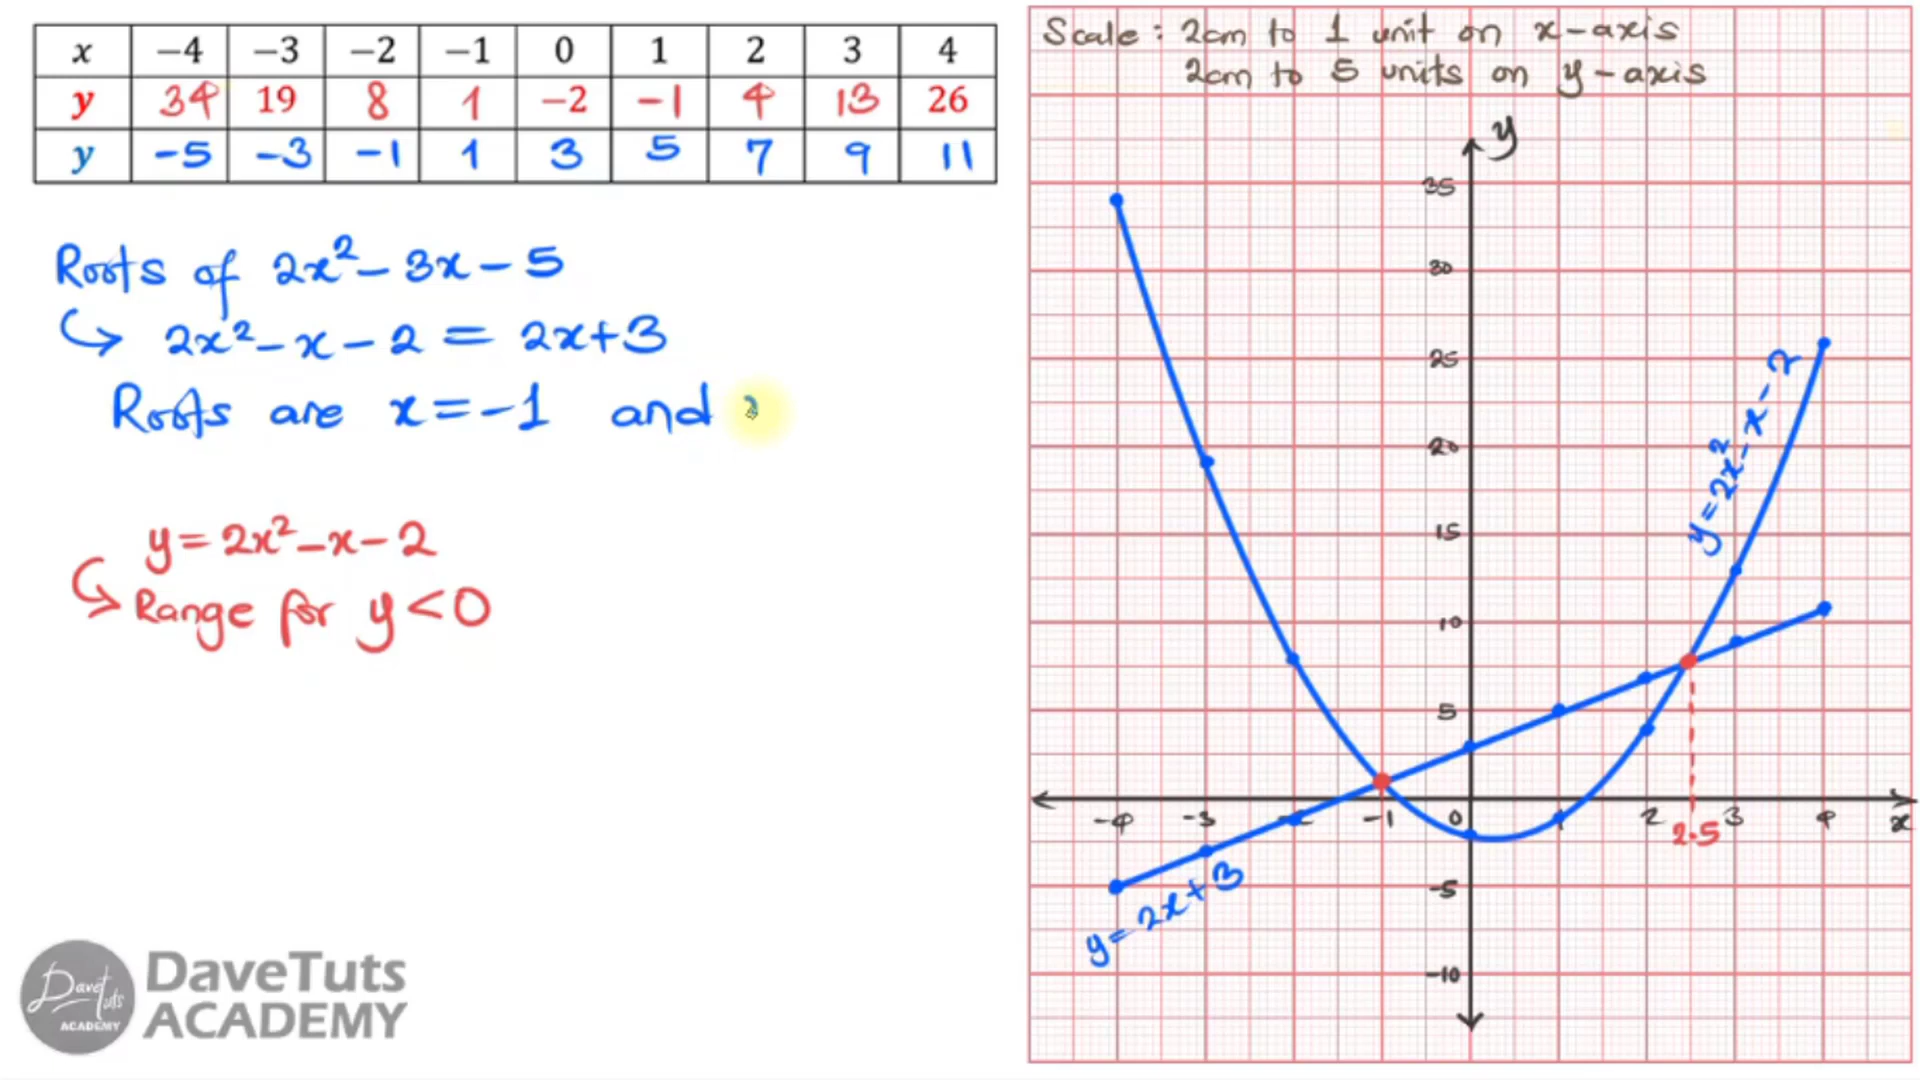 x −4 −3 −2 −1 0 1 2 3 4
y 34 19 8 1 −2 −1 4 13 26
y −5 −3 −1 1 3 5 7 9 11
Roots of 2x² − 3x − 5
↪ 2x² − x − 2 = 2x + 3
Roots are x = −1 and
y = 2x² − x − 2
↪ Range for y < 0
Davetuts ACADEMY
DaveTuts
ACADEMY
Scale: 2cm to 1 unit on x-axis
2cm to 5 units on y-axis
y
35
30
25
20
15
10
5
-4 -3 -2 -1 0 1 2 3 4 x
2.5
-5
-10
y = 2x² − x − 2
y = 2x + 3